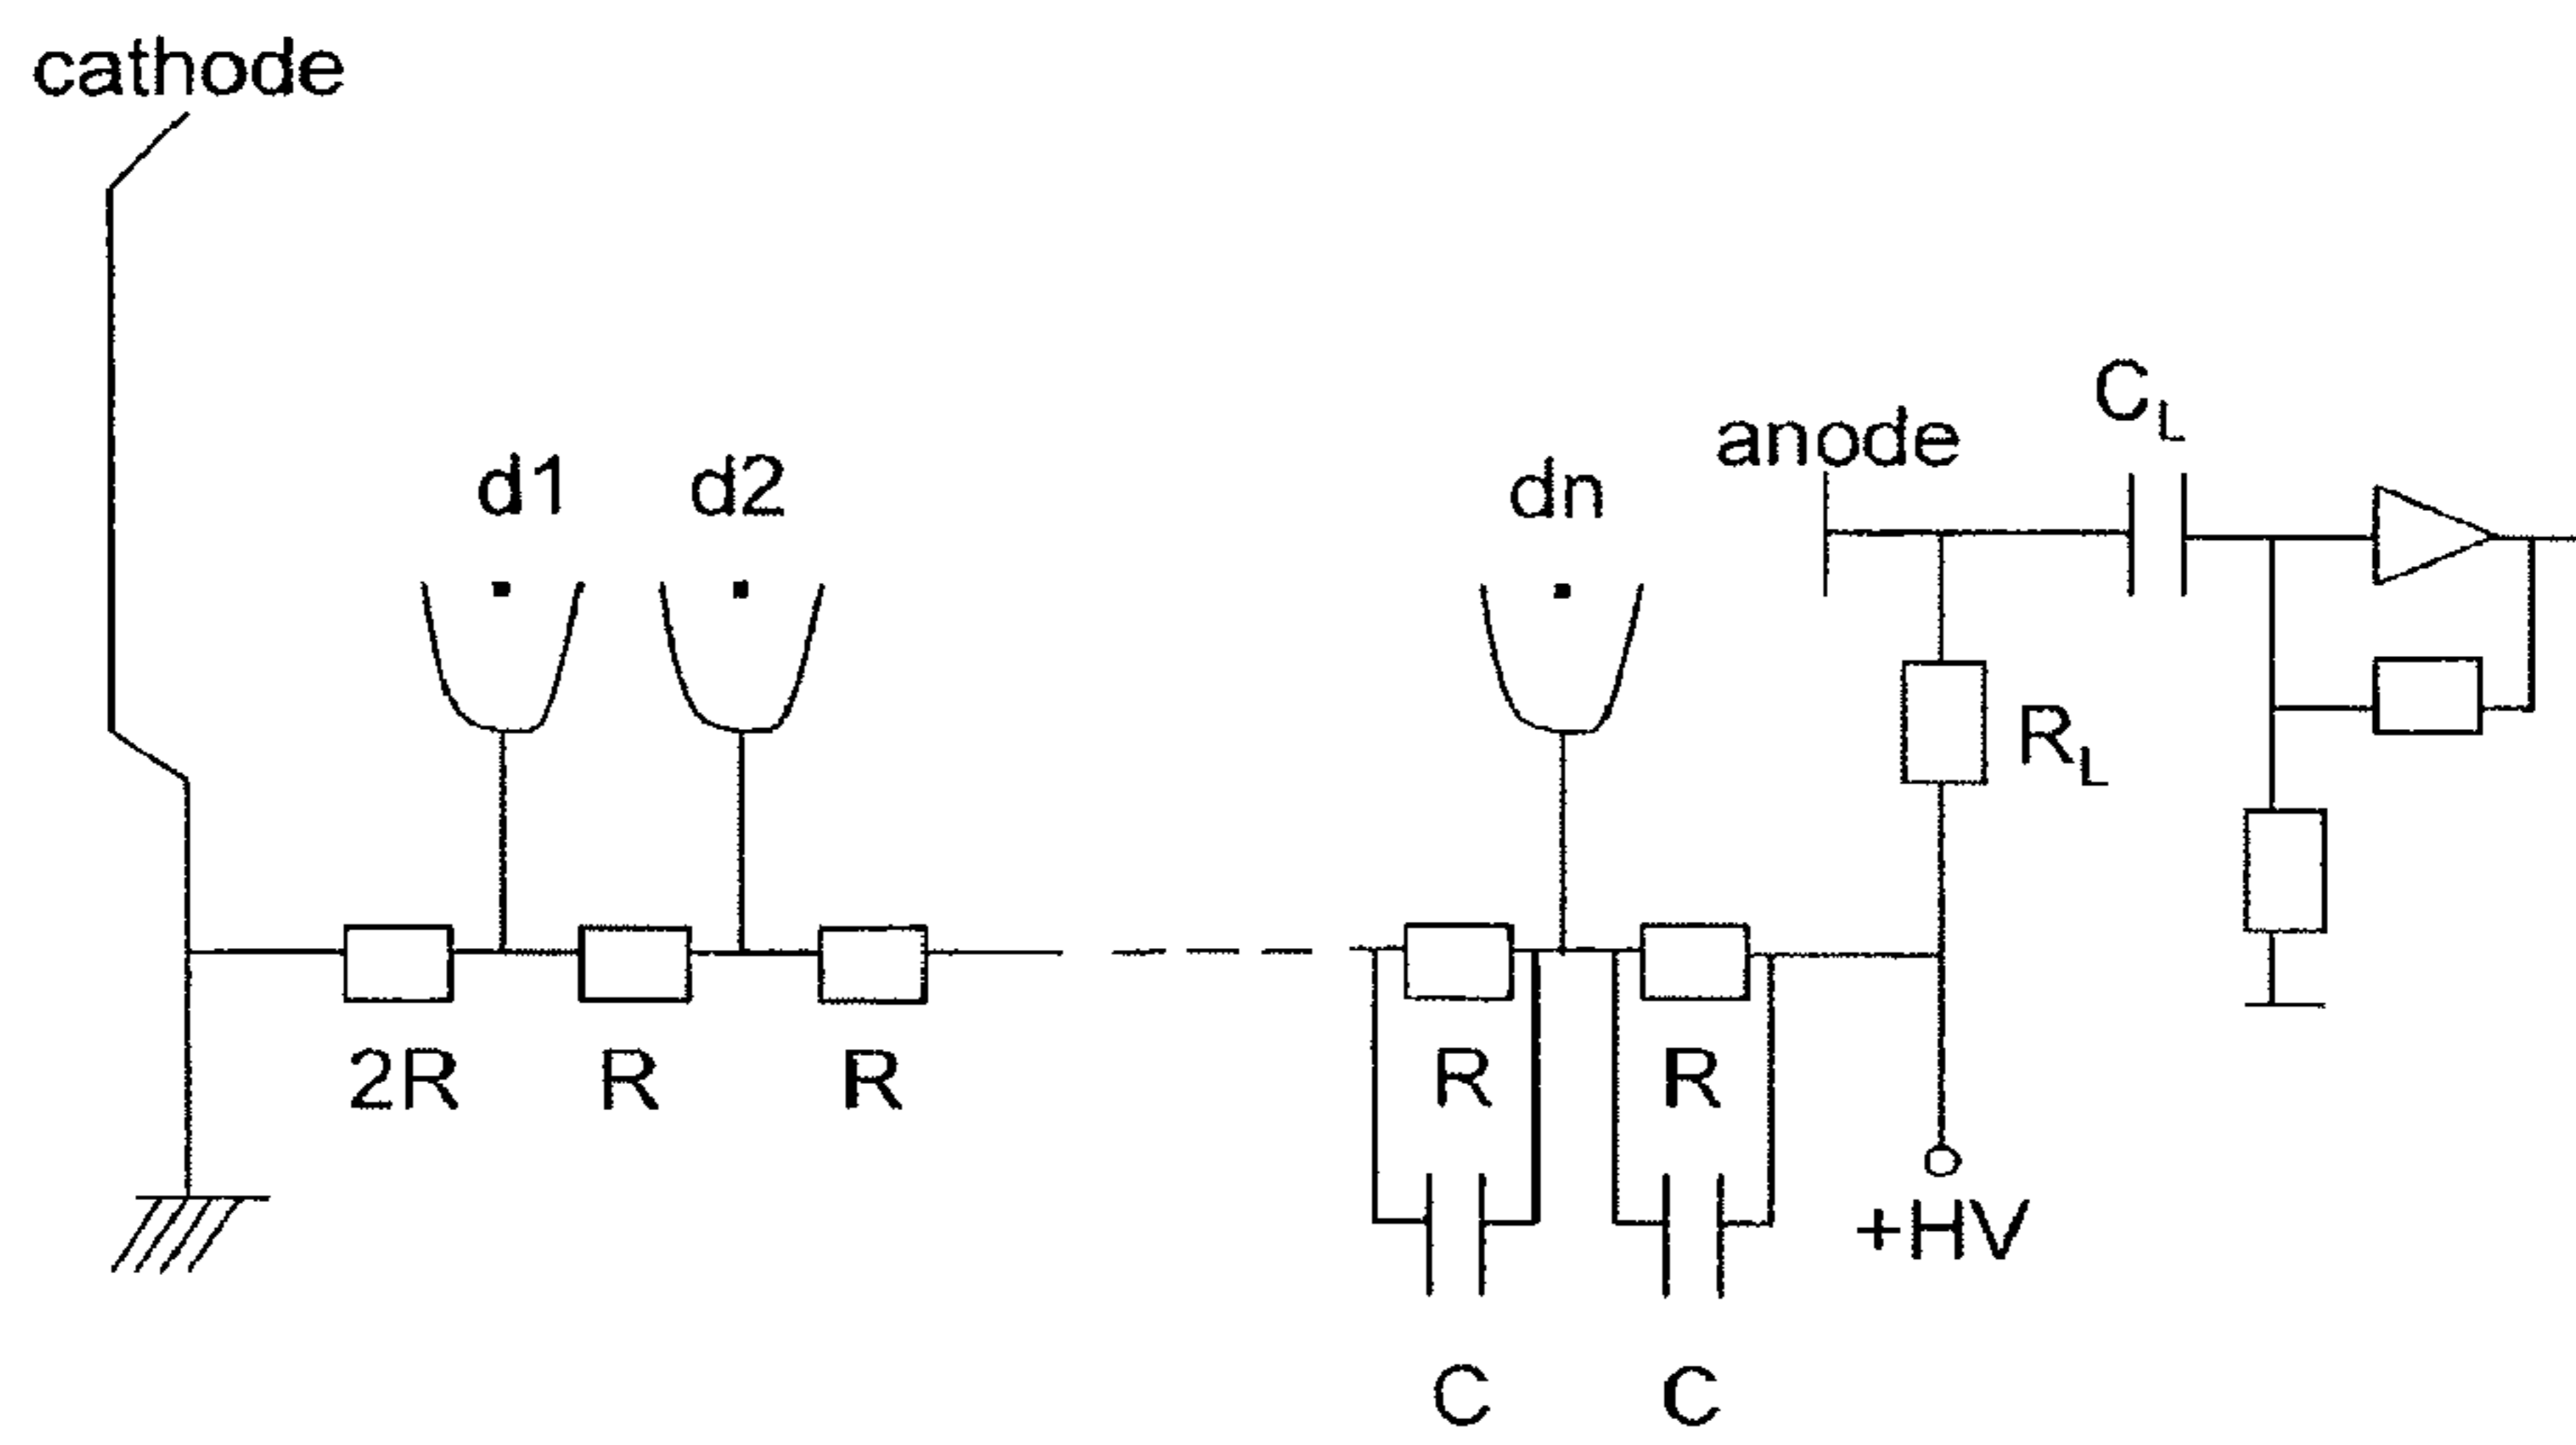 cathode
d1 d2 dn anode C_L
R_L
2R R R R R
+HV
C C